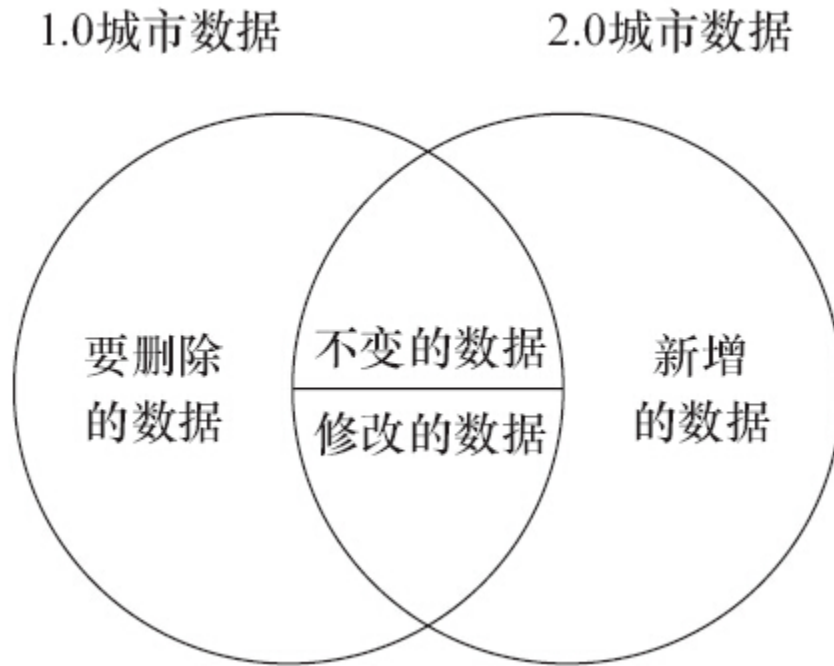 1.0城市数据
2.0城市数据
要删除
的数据
不变的数据
修改的数据
新增
的数据